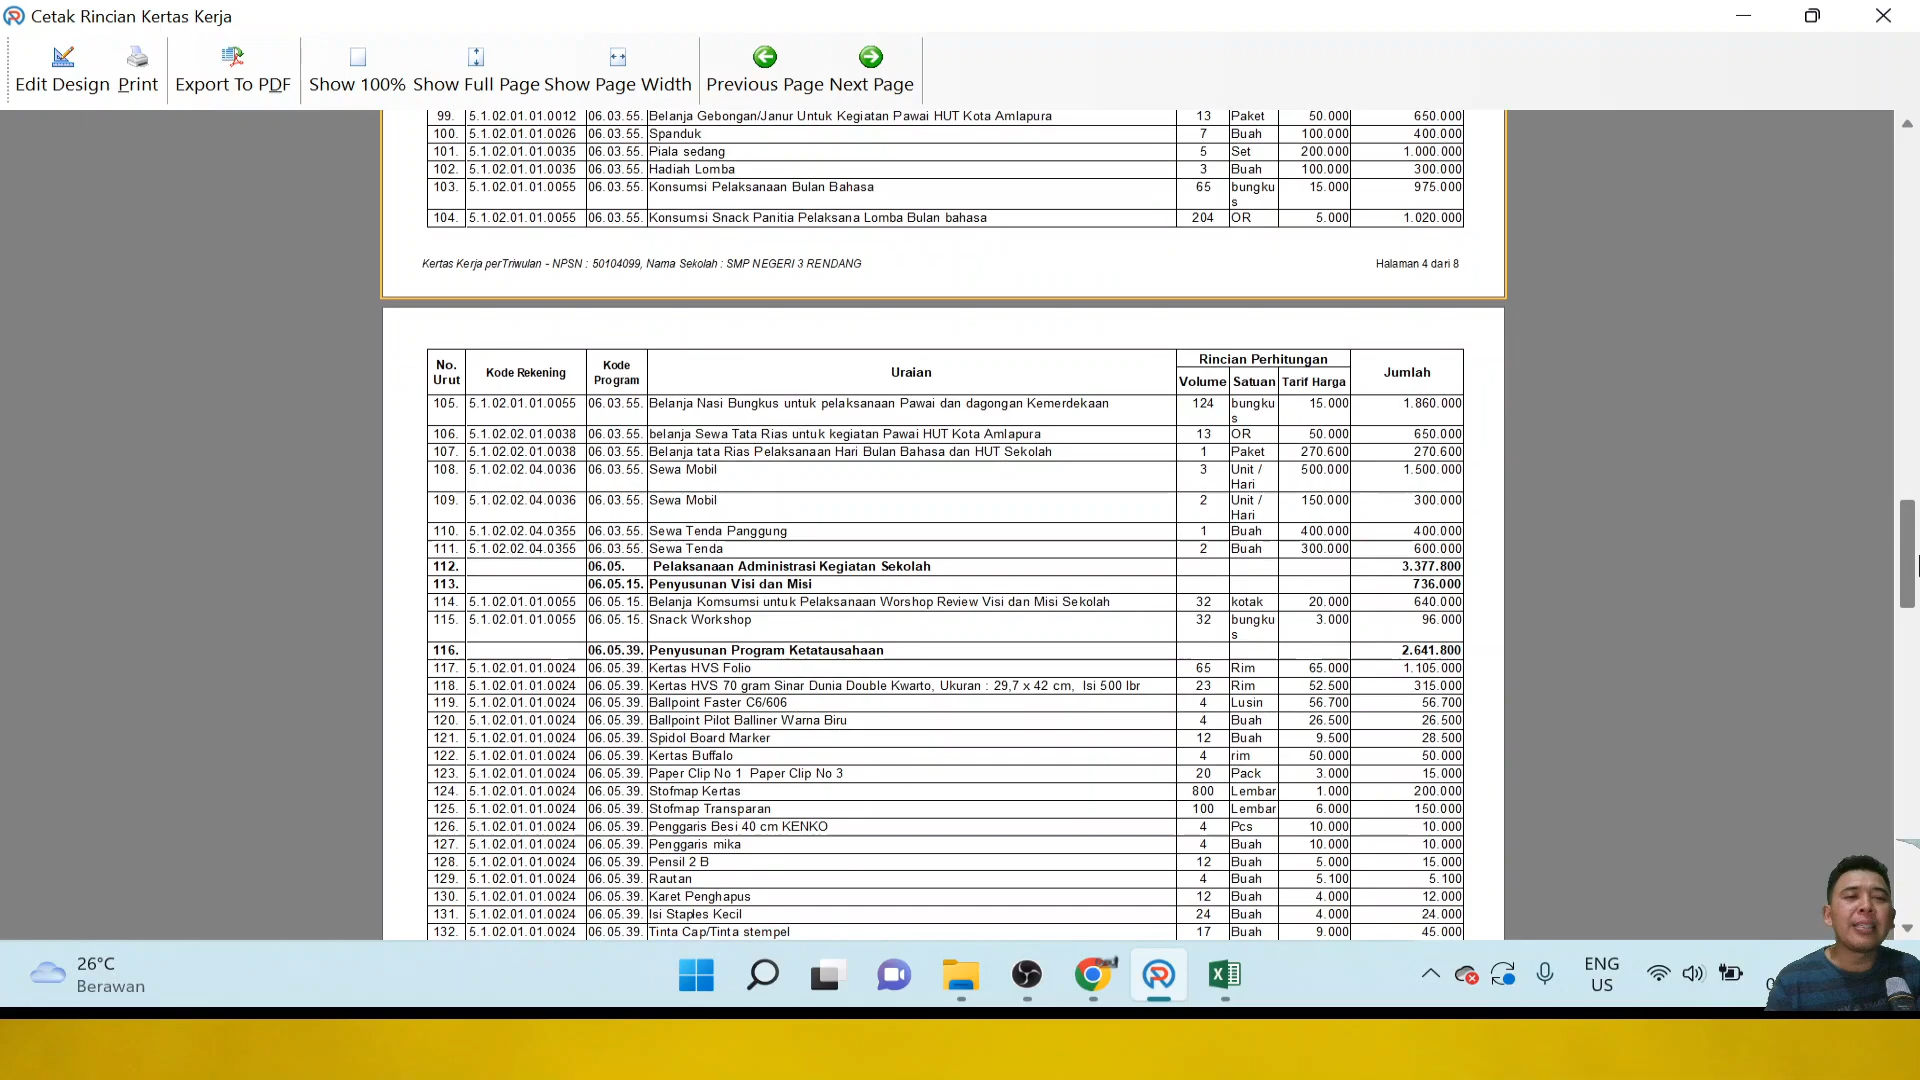 Cetak Rincian Kertas Kerja
Edit Design Print Export To PDF Show 100% Show Full Page Show Page Width Previous Page Next Page
99. 5.1.02.01.01.0012 06.03.55. Belanja Gebongan/Janur Untuk Kegiatan Pawai HUT Kota Amlapura 13 Paket 50.000 650.000
100. 5.1.02.01.01.0026 06.03.55. Spanduk 7 Buah 100.000 400.000
101. 5.1.02.01.01.0035 06.03.55. Piala sedang 5 Set 200.000 1.000.000
102. 5.1.02.01.01.0035 06.03.55. Hadiah Lomba 3 Buah 100.000 300.000
103. 5.1.02.01.01.0055 06.03.55. Konsumsi Pelaksanaan Bulan Bahasa 65 bungku 15.000 975.000
s
104. 5.1.02.01.01.0055 06.03.55. Konsumsi Snack Panitia Pelaksana Lomba Bulan bahasa 204 OR 5.000 1.020.000
Kertas Kerja perTriwulan - NPSN : 50104099, Nama Sekolah : SMP NEGERI 3 RENDANG Halaman 4 dari 8
No. Urut Kode Rekening Kode Program Uraian Rincian Perhitungan Jumlah
Volume Satuan Tarif Harga
105. 5.1.02.01.01.0055 06.03.55. Belanja Nasi Bungkus untuk pelaksanaan Pawai dan dagongan Kemerdekaan 124 bungku 15.000 1.860.000
s
106. 5.1.02.02.01.0038 06.03.55. belanja Sewa Tata Rias untuk kegiatan Pawai HUT Kota Amlapura 13 OR 50.000 650.000
107. 5.1.02.02.01.0038 06.03.55. Belanja tata Rias Pelaksanaan Hari Bulan Bahasa dan HUT Sekolah 1 Paket 270.600 270.600
108. 5.1.02.02.04.0036 06.03.55. Sewa Mobil 3 Unit / 500.000 1.500.000
Hari
109. 5.1.02.02.04.0036 06.03.55. Sewa Mobil 2 Unit / 150.000 300.000
Hari
110. 5.1.02.02.04.0355 06.03.55. Sewa Tenda Panggung 1 Buah 400.000 400.000
111. 5.1.02.02.04.0355 06.03.55. Sewa Tenda 2 Buah 300.000 600.000
112. 06.05. Pelaksanaan Administrasi Kegiatan Sekolah 3.377.800
113. 06.05.15. Penyusunan Visi dan Misi 736.000
114. 5.1.02.01.01.0055 06.05.15. Belanja Komsumsi untuk Pelaksanaan Worshop Review Visi dan Misi Sekolah 32 kotak 20.000 640.000
115. 5.1.02.01.01.0055 06.05.15. Snack Workshop 32 bungku 3.000 96.000
s
116. 06.05.39. Penyusunan Program Ketatausahaan 2.641.800
117. 5.1.02.01.01.0024 06.05.39. Kertas HVS Folio 65 Rim 65.000 1.105.000
118. 5.1.02.01.01.0024 06.05.39. Kertas HVS 70 gram Sinar Dunia Double Kwarto, Ukuran : 29,7 x 42 cm, Isi 500 lbr 23 Rim 52.500 315.000
119. 5.1.02.01.01.0024 06.05.39. Ballpoint Faster C6/606 4 Lusin 56.700 56.700
120. 5.1.02.01.01.0024 06.05.39. Ballpoint Pilot Balliner Warna Biru 4 Buah 26.500 26.500
121. 5.1.02.01.01.0024 06.05.39. Spidol Board Marker 12 Buah 9.500 28.500
122. 5.1.02.01.01.0024 06.05.39. Kertas Buffalo 4 rim 50.000 50.000
123. 5.1.02.01.01.0024 06.05.39. Paper Clip No 1 Paper Clip No 3 20 Pack 3.000 15.000
124. 5.1.02.01.01.0024 06.05.39. Stofmap Kertas 800 Lembar 1.000 200.000
125. 5.1.02.01.01.0024 06.05.39. Stofmap Transparan 100 Lembar 6.000 150.000
126. 5.1.02.01.01.0024 06.05.39. Penggaris Besi 40 cm KENKO 4 Pcs 10.000 10.000
127. 5.1.02.01.01.0024 06.05.39. Penggaris mika 4 Buah 10.000 10.000
128. 5.1.02.01.01.0024 06.05.39. Pensil 2 B 12 Buah 5.000 15.000
129. 5.1.02.01.01.0024 06.05.39. Rautan 4 Buah 5.100 5.100
130. 5.1.02.01.01.0024 06.05.39. Karet Penghapus 12 Buah 4.000 12.000
131. 5.1.02.01.01.0024 06.05.39. Isi Staples Kecil 24 Buah 4.000 24.000
132. 5.1.02.01.01.0024 06.05.39. Tinta Cap/Tinta stempel 17 Buah 9.000 45.000
26°C
Berawan
ENG
US